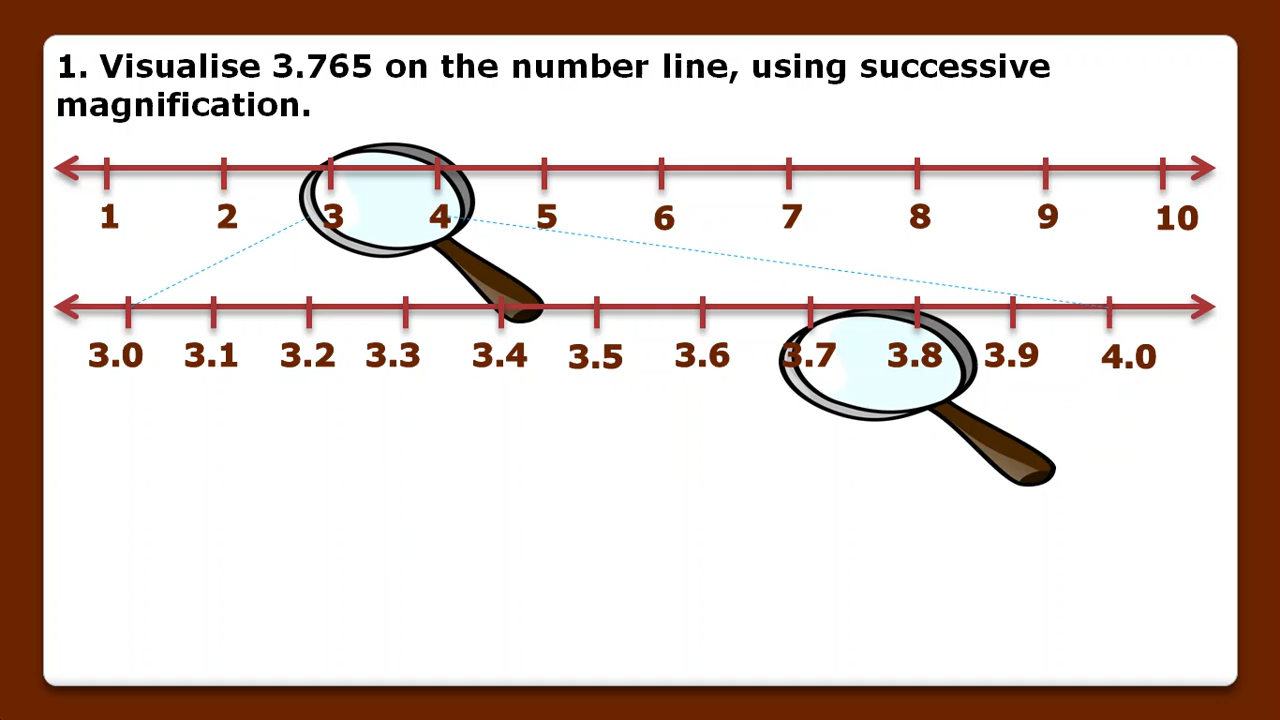 1. Visualise 3.765 on the number line, using successive
magnification.
1 2 3 4 5 6 7 8 9 10
3.0 3.1 3.2 3.3 3.4 3.5 3.6 3.7 3.8 3.9 4.0